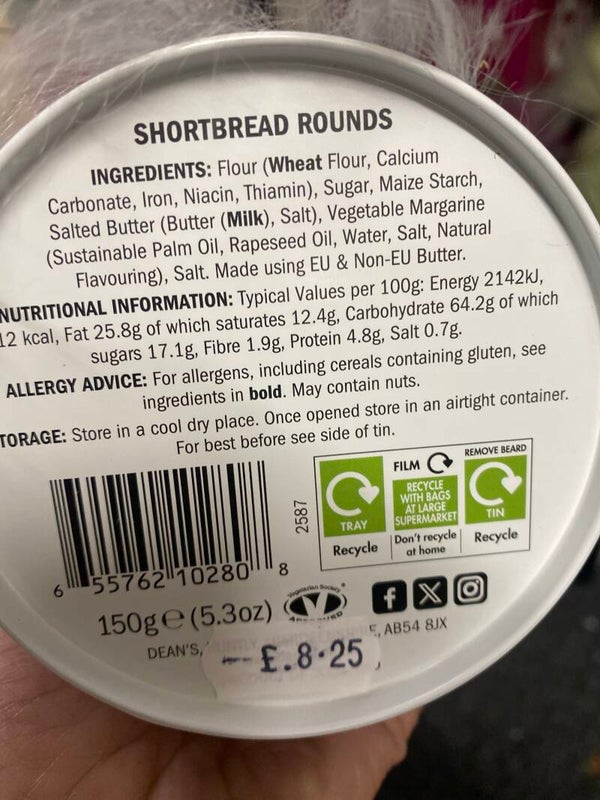 SHORTBREAD ROUNDS
INGREDIENTS: Flour (Wheat Flour, Calcium
Carbonate, Iron, Niacin, Thiamin), Sugar, Maize Starch,
Salted Butter (Butter (Milk), Salt), Vegetable Margarine
(Sustainable Palm Oil, Rapeseed Oil, Water, Salt, Natural
Flavouring), Salt. Made using EU & Non-EU Butter.
NUTRITIONAL INFORMATION: Typical Values per 100g: Energy 2142kJ,
12 kcal, Fat 25.8g of which saturates 12.4g, Carbohydrate 64.2g of which
sugars 17.1g, Fibre 1.9g, Protein 4.8g, Salt 0.7g.
ALLERGY ADVICE: For allergens, including cereals containing gluten, see
ingredients in bold. May contain nuts.
TORAGE: Store in a cool dry place. Once opened store in an airtight container.
For best before see side of tin.
6 55762 10280 8
2587
TRAY
Recycle
FILM
RECYCLE
WITH BAGS
AT LARGE
SUPERMARKET
Don't recycle
at home
REMOVE BEARD
TIN
Recycle
150g e (5.3oz)
Vegetarian Society
APPROVED
DEAN'S, AB54 8JX
£.8.25